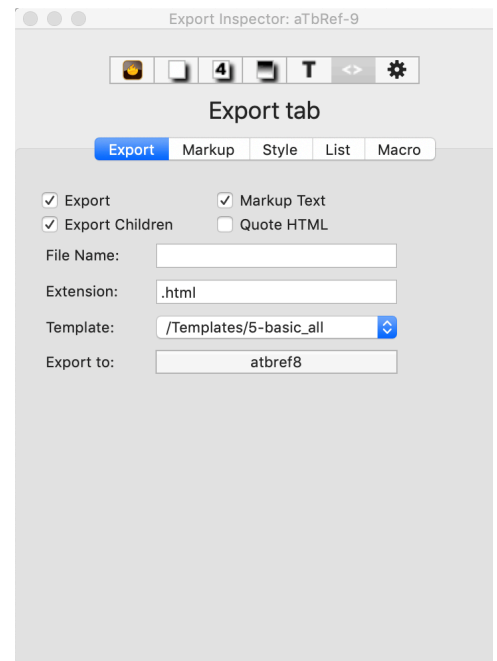 Export Inspector: aTbRef-9
4 T <>
Export tab
Export Markup Style List Macro
Export Markup Text
Export Children Quote HTML
File Name:
Extension: .html
Template: /Templates/5-basic_all
Export to: atbref8